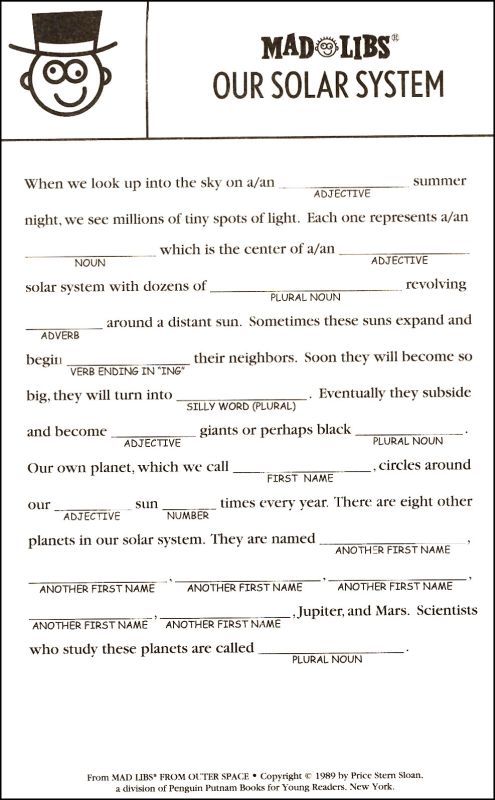 MAD LIBS®
OUR SOLAR SYSTEM
When we look up into the sky on a/an ____________ summer
ADJECTIVE
night, we see millions of tiny spots of light. Each one represents a/an
____________ which is the center of a/an ____________
NOUN ADJECTIVE
solar system with dozens of ____________ revolving
PLURAL NOUN
____________ around a distant sun. Sometimes these suns expand and
ADVERB
begin ____________ their neighbors. Soon they will become so
VERB ENDING IN "ING"
big, they will turn into ____________. Eventually they subside
SILLY WORD (PLURAL)
and become ____________ giants or perhaps black ____________.
ADJECTIVE PLURAL NOUN
Our own planet, which we call ____________, circles around
FIRST NAME
our ____________ sun ____________ times every year. There are eight other
ADJECTIVE NUMBER
planets in our solar system. They are named ____________,
ANOTHER FIRST NAME
____________, ____________, ____________,
ANOTHER FIRST NAME ANOTHER FIRST NAME ANOTHER FIRST NAME
____________, ____________, Jupiter, and Mars. Scientists
ANOTHER FIRST NAME ANOTHER FIRST NAME
who study these planets are called ____________.
PLURAL NOUN
From MAD LIBS® FROM OUTER SPACE • Copyright © 1989 by Price Stern Sloan,
a division of Penguin Putnam Books for Young Readers, New York.